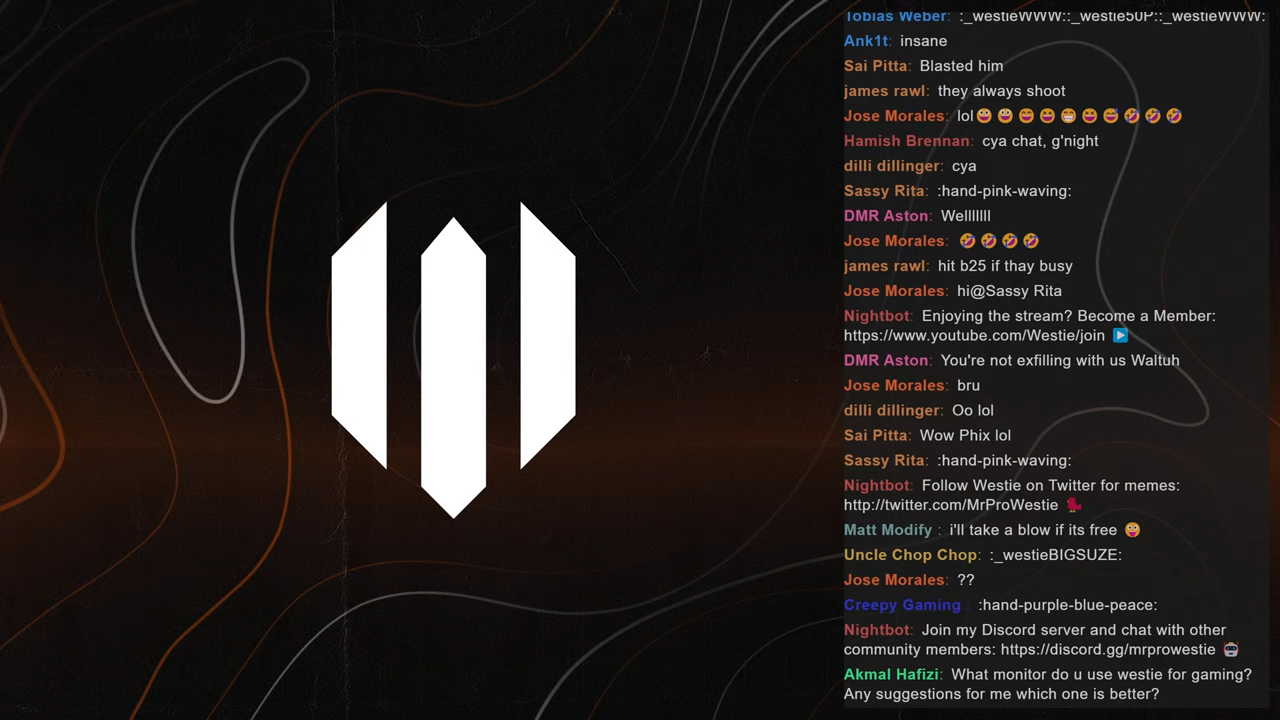 Tobias Weber: :_westieWWW::_westie50P::_westieWWW:
Ank1t: insane
Sai Pitta: Blasted him
james rawl: they always shoot
Jose Morales: lol🤪🤪😄😆😁😆😅🤣🤣🤣
Hamish Brennan: cya chat, g'night
dilli dillinger: cya
Sassy Rita: :hand-pink-waving:
DMR Aston: Welllllll
Jose Morales: 🤣🤣🤣🤣
james rawl: hit b25 if thay busy
Jose Morales: hi@Sassy Rita
Nightbot: Enjoying the stream? Become a Member:
https://www.youtube.com/Westie/join ▶️
DMR Aston: You're not exfilling with us Waltuh
Jose Morales: bru
dilli dillinger: Oo lol
Sai Pitta: Wow Phix lol
Sassy Rita: :hand-pink-waving:
Nightbot: Follow Westie on Twitter for memes:
http://twitter.com/MrProWestie 🦤
Matt Modify : i'll take a blow if its free 🤪
Uncle Chop Chop: :_westieBIGSUZE:
Jose Morales: ??
Creepy Gaming : :hand-purple-blue-peace:
Nightbot: Join my Discord server and chat with other
community members: https://discord.gg/mrprowestie 🤖
Akmal Hafizi: What monitor do u use westie for gaming?
Any suggestions for me which one is better?